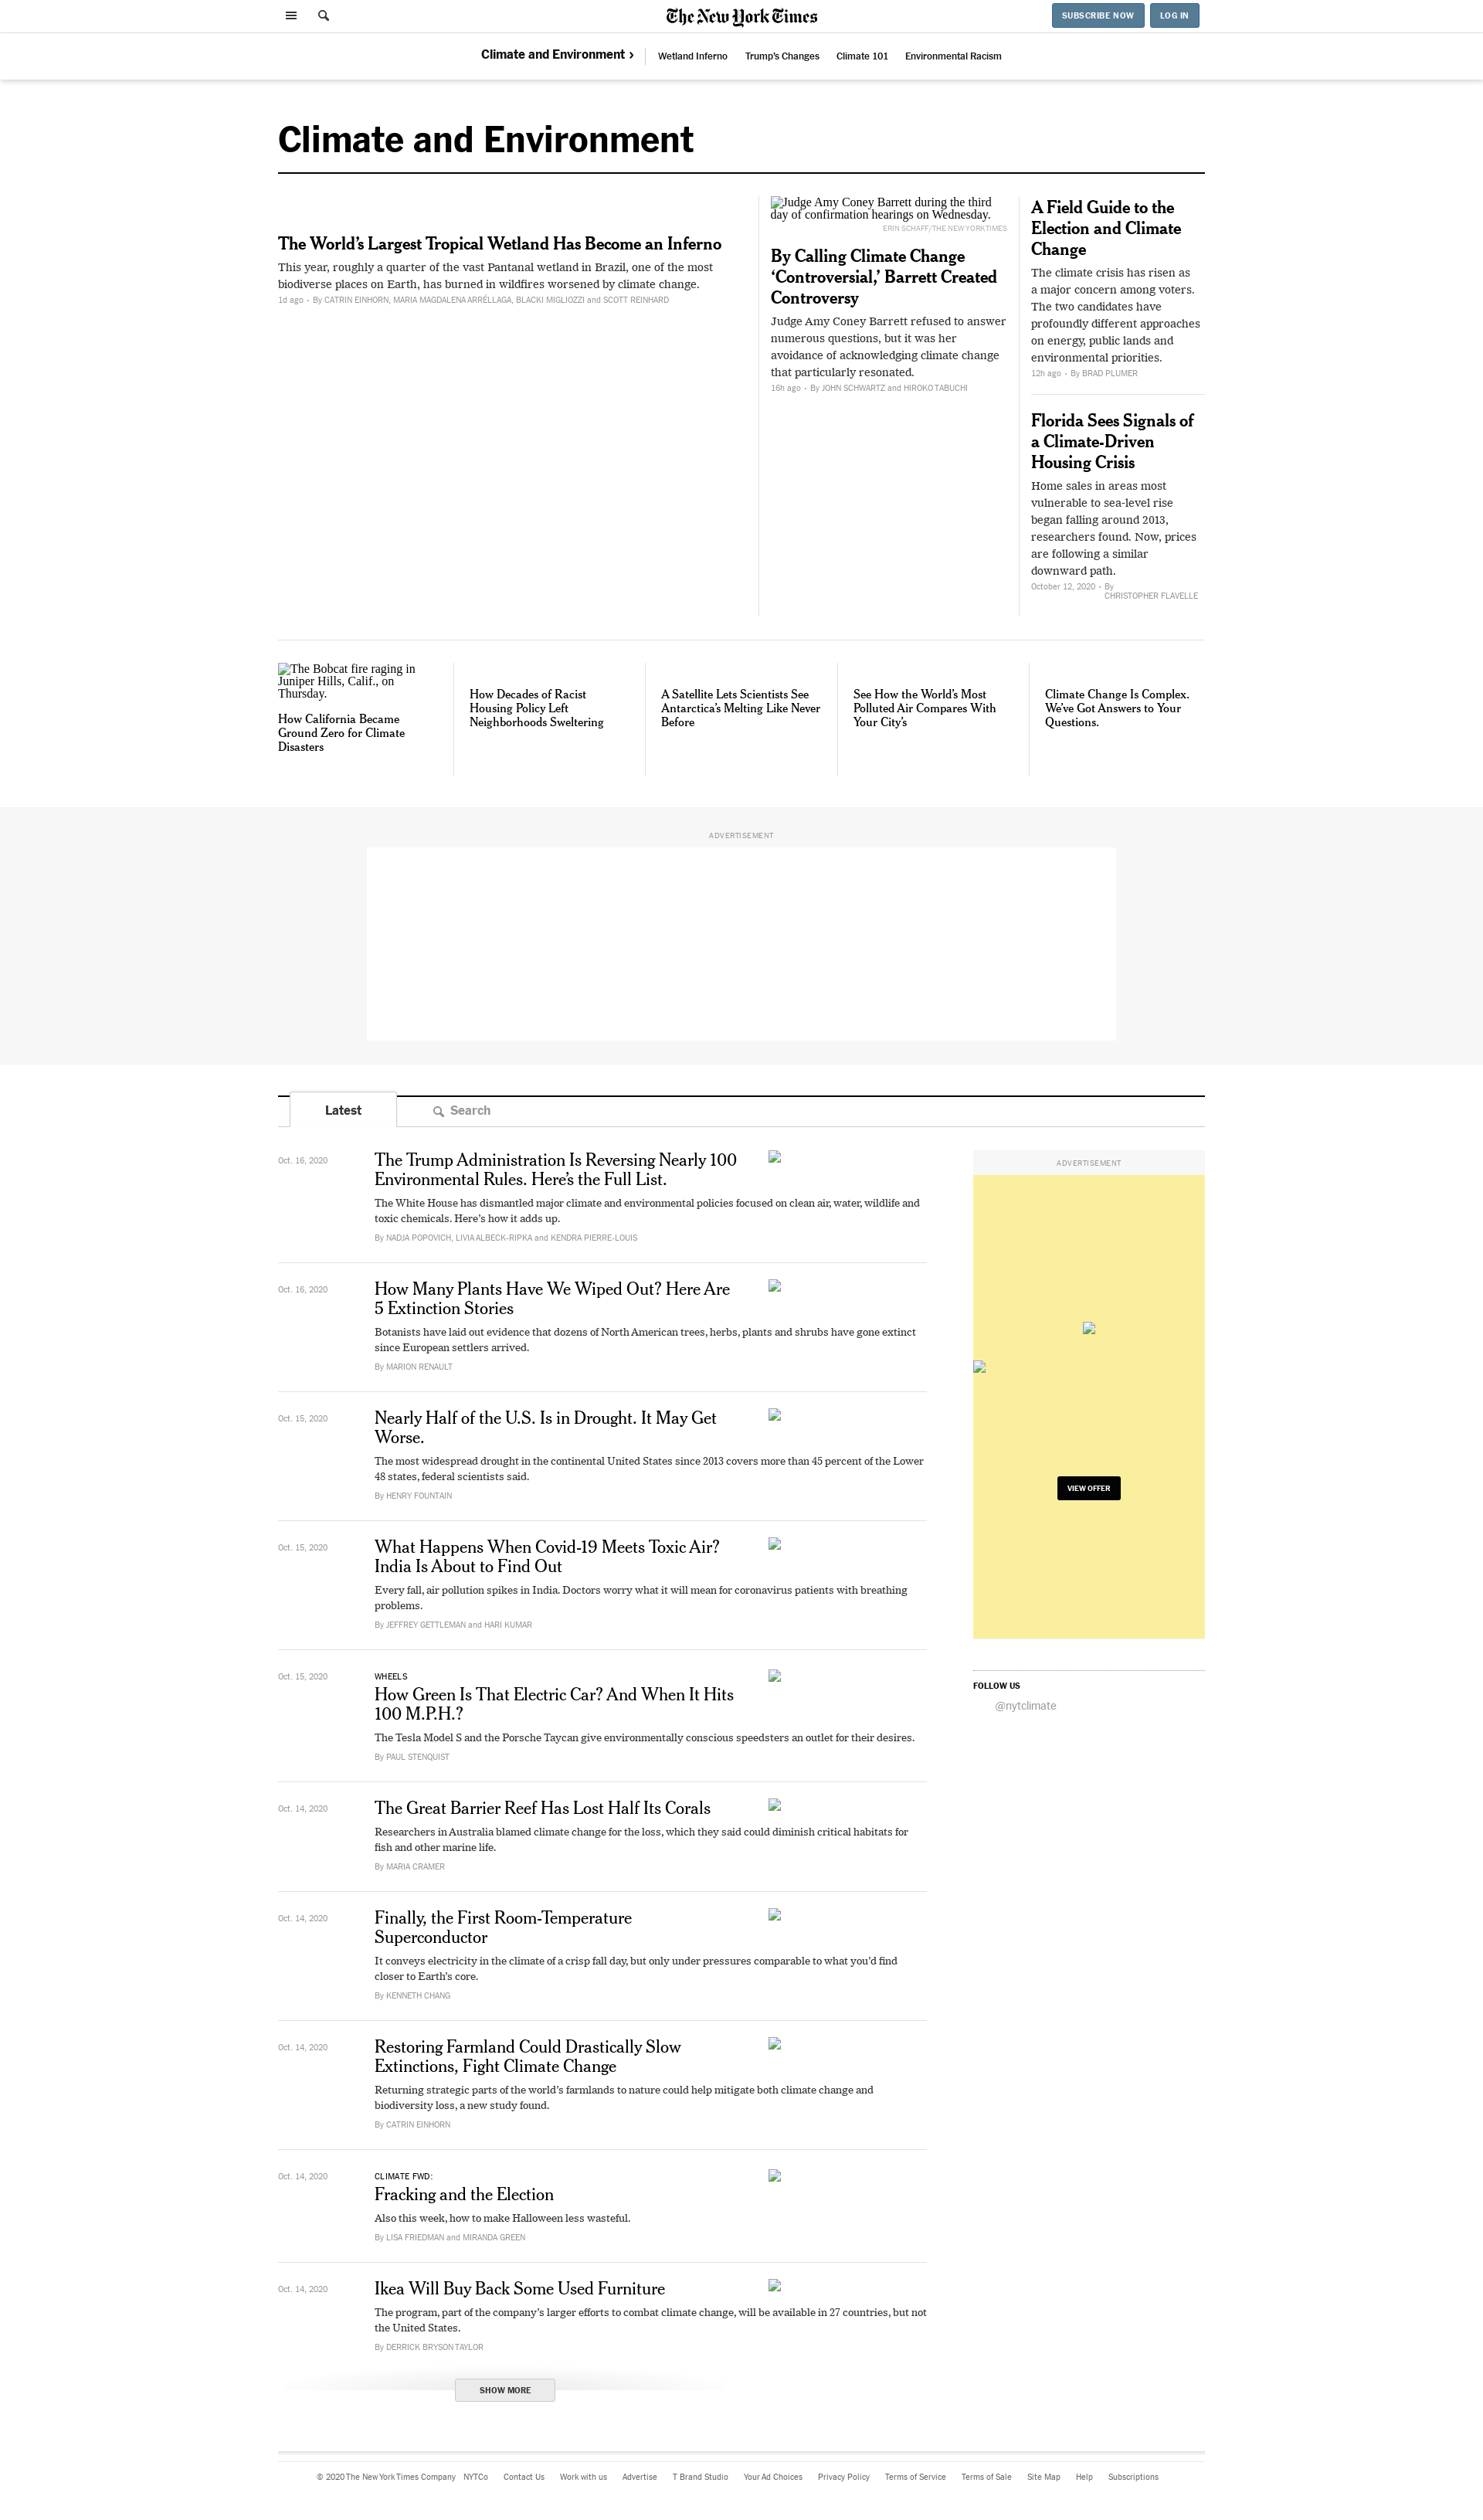 The New York Times
SUBSCRIBE NOW
LOG IN
Climate and Environment ›
Wetland Inferno
Trump's Changes
Climate 101
Environmental Racism
Climate and Environment
The World's Largest Tropical Wetland Has Become an Inferno
This year, roughly a quarter of the vast Pantanal wetland in Brazil, one of the most
biodiverse places on Earth, has burned in wildfires worsened by climate change.
1d ago • By CATRIN EINHORN, MARIA MAGDALENA ARRÉLLAGA, BLACKI MIGLIOZZI and SCOTT REINHARD
Judge Amy Coney Barrett during the third
day of confirmation hearings on Wednesday.
ERIN SCHAFF/THE NEW YORK TIMES
By Calling Climate Change
'Controversial,' Barrett Created
Controversy
Judge Amy Coney Barrett refused to answer
numerous questions, but it was her
avoidance of acknowledging climate change
that particularly resonated.
16h ago • By JOHN SCHWARTZ and HIROKO TABUCHI
A Field Guide to the
Election and Climate
Change
The climate crisis has risen as
a major concern among voters.
The two candidates have
profoundly different approaches
on energy, public lands and
environmental priorities.
12h ago • By BRAD PLUMER
Florida Sees Signals of
a Climate-Driven
Housing Crisis
Home sales in areas most
vulnerable to sea-level rise
began falling around 2013,
researchers found. Now, prices
are following a similar
downward path.
October 12, 2020 • By
CHRISTOPHER FLAVELLE
The Bobcat fire raging in
Juniper Hills, Calif., on
Thursday.
How California Became
Ground Zero for Climate
Disasters
How Decades of Racist
Housing Policy Left
Neighborhoods Sweltering
A Satellite Lets Scientists See
Antarctica's Melting Like Never
Before
See How the World's Most
Polluted Air Compares With
Your City's
Climate Change Is Complex.
We've Got Answers to Your
Questions.
ADVERTISEMENT
Latest
Search
Oct. 16, 2020
The Trump Administration Is Reversing Nearly 100
Environmental Rules. Here's the Full List.
The White House has dismantled major climate and environmental policies focused on clean air, water, wildlife and
toxic chemicals. Here's how it adds up.
By NADJA POPOVICH, LIVIA ALBECK-RIPKA and KENDRA PIERRE-LOUIS
Oct. 16, 2020
How Many Plants Have We Wiped Out? Here Are
5 Extinction Stories
Botanists have laid out evidence that dozens of North American trees, herbs, plants and shrubs have gone extinct
since European settlers arrived.
By MARION RENAULT
Oct. 15, 2020
Nearly Half of the U.S. Is in Drought. It May Get
Worse.
The most widespread drought in the continental United States since 2013 covers more than 45 percent of the Lower
48 states, federal scientists said.
By HENRY FOUNTAIN
Oct. 15, 2020
What Happens When Covid-19 Meets Toxic Air?
India Is About to Find Out
Every fall, air pollution spikes in India. Doctors worry what it will mean for coronavirus patients with breathing
problems.
By JEFFREY GETTLEMAN and HARI KUMAR
Oct. 15, 2020
WHEELS
How Green Is That Electric Car? And When It Hits
100 M.P.H.?
The Tesla Model S and the Porsche Taycan give environmentally conscious speedsters an outlet for their desires.
By PAUL STENQUIST
Oct. 14, 2020
The Great Barrier Reef Has Lost Half Its Corals
Researchers in Australia blamed climate change for the loss, which they said could diminish critical habitats for
fish and other marine life.
By MARIA CRAMER
Oct. 14, 2020
Finally, the First Room-Temperature
Superconductor
It conveys electricity in the climate of a crisp fall day, but only under pressures comparable to what you'd find
closer to Earth's core.
By KENNETH CHANG
Oct. 14, 2020
Restoring Farmland Could Drastically Slow
Extinctions, Fight Climate Change
Returning strategic parts of the world's farmlands to nature could help mitigate both climate change and
biodiversity loss, a new study found.
By CATRIN EINHORN
Oct. 14, 2020
CLIMATE FWD:
Fracking and the Election
Also this week, how to make Halloween less wasteful.
By LISA FRIEDMAN and MIRANDA GREEN
Oct. 14, 2020
Ikea Will Buy Back Some Used Furniture
The program, part of the company's larger efforts to combat climate change, will be available in 27 countries, but not
the United States.
By DERRICK BRYSON TAYLOR
SHOW MORE
ADVERTISEMENT
VIEW OFFER
FOLLOW US
@nytclimate
© 2020 The New York Times Company
NYTCo
Contact Us
Work with us
Advertise
T Brand Studio
Your Ad Choices
Privacy Policy
Terms of Service
Terms of Sale
Site Map
Help
Subscriptions